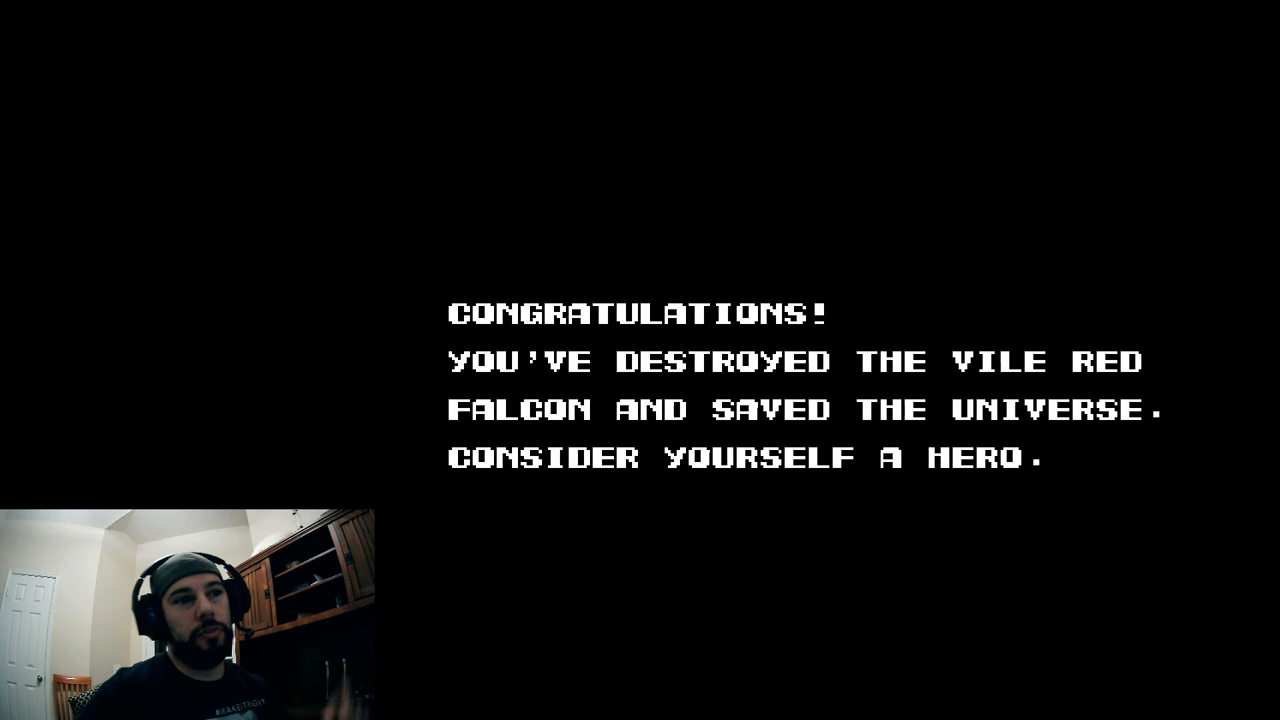 CONGRATULATIONS!
YOU'VE DESTROYED THE VILE RED
FALCON AND SAVED THE UNIVERSE.
CONSIDER YOURSELF A HERO.